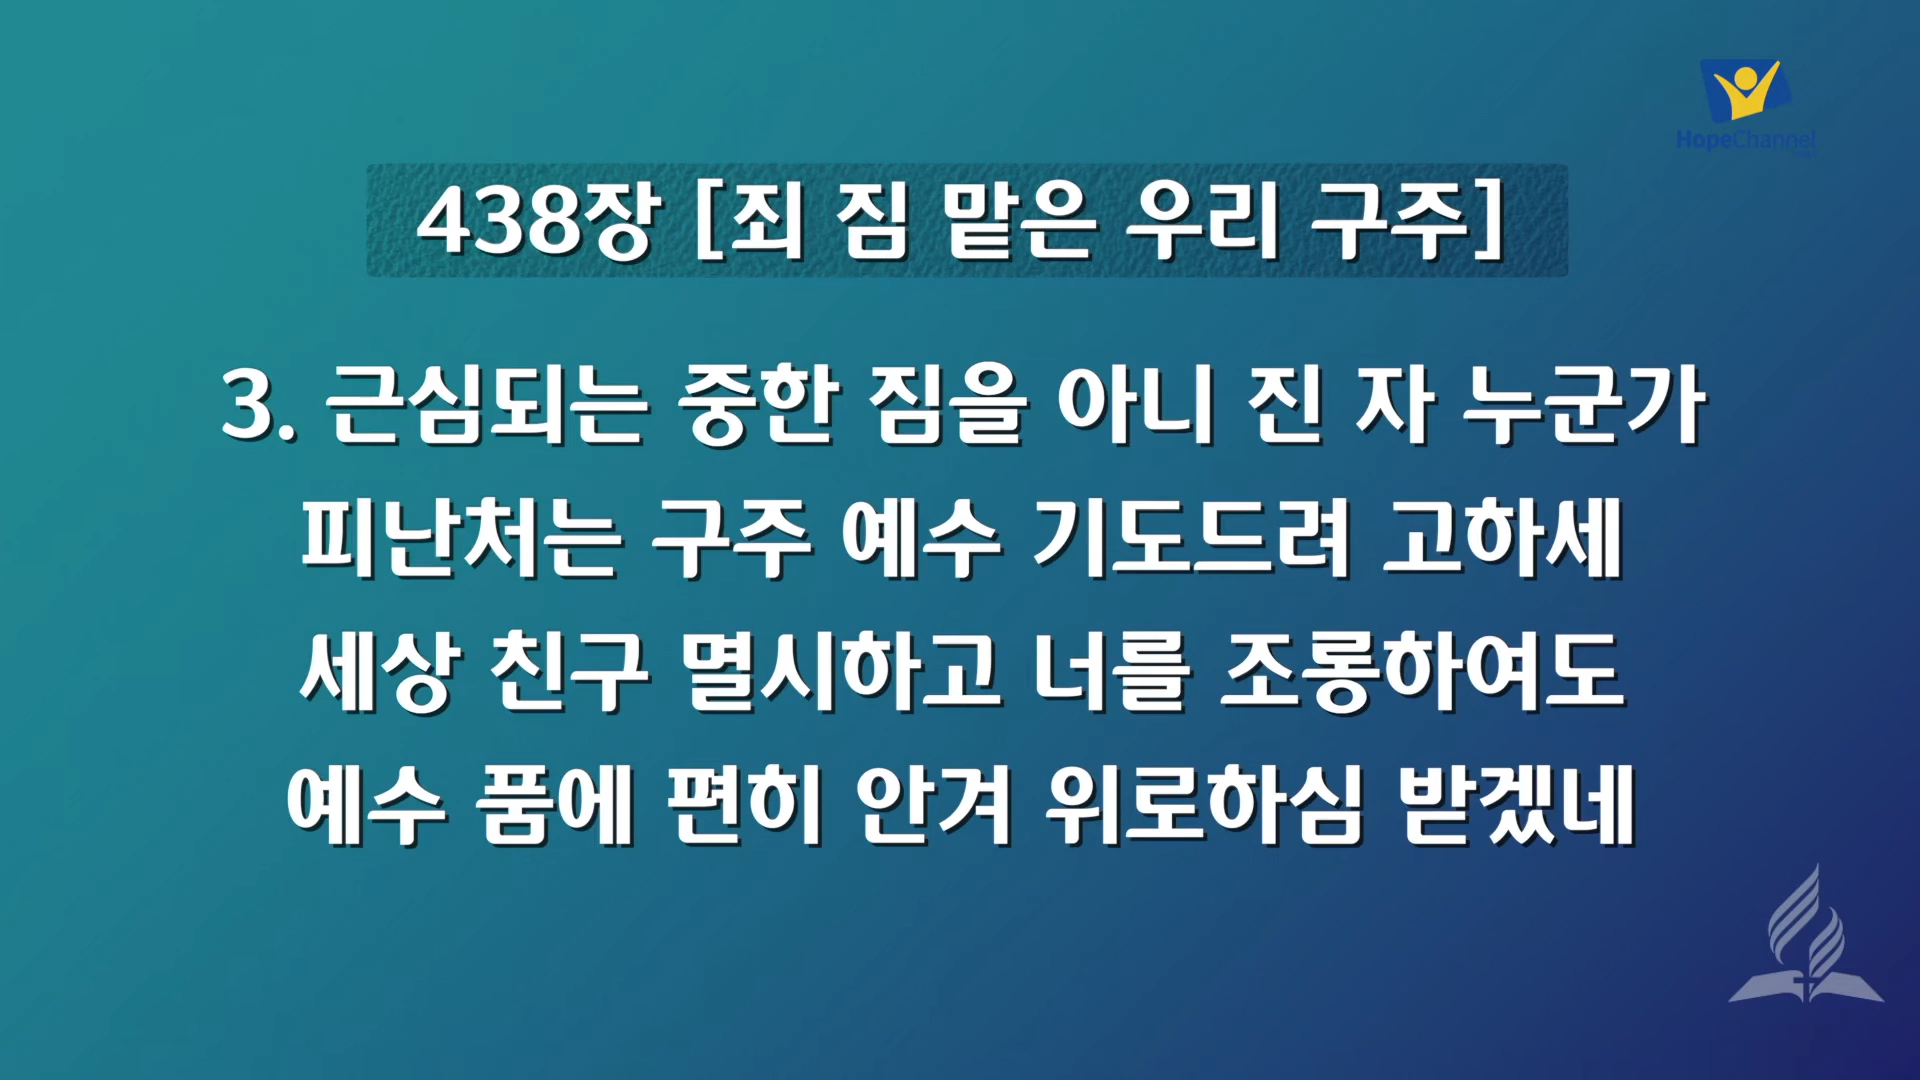 HopeChannel
438장 [죄 짐 맡은 우리 구주]
3. 근심되는 중한 짐을 아니 진 자 누군가
피난처는 구주 예수 기도드려 고하세
세상 친구 멸시하고 너를 조롱하여도
예수 품에 편히 안겨 위로하심 받겠네